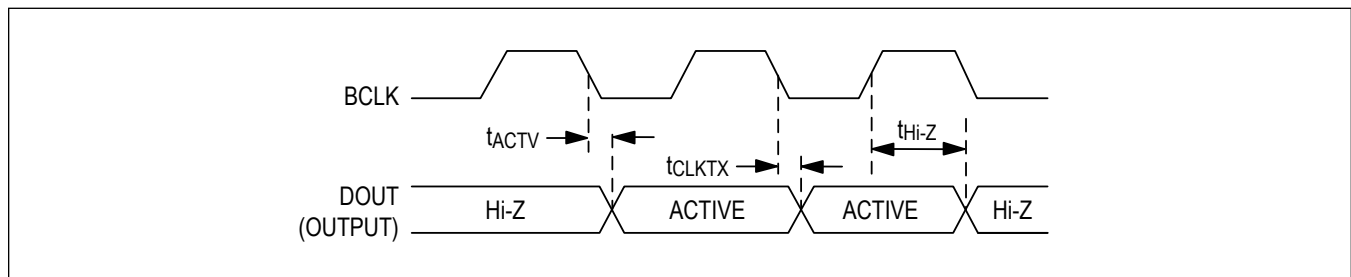 BCLK
tACTV
tCLKTX
tHi-Z
DOUT
(OUTPUT)
Hi-Z
ACTIVE
ACTIVE
Hi-Z